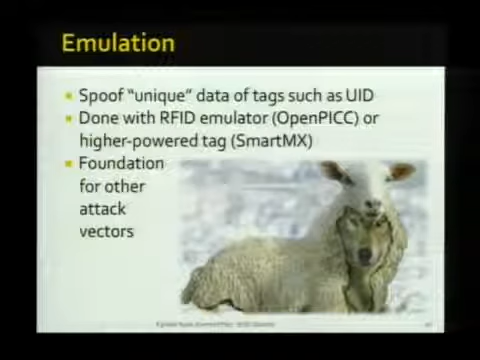 Emulation
Spoof “unique” data of tags such as UID
Done with RFID emulator (OpenPICC) or
higher-powered tag (SmartMX)
Foundation
for other
attack
vectors